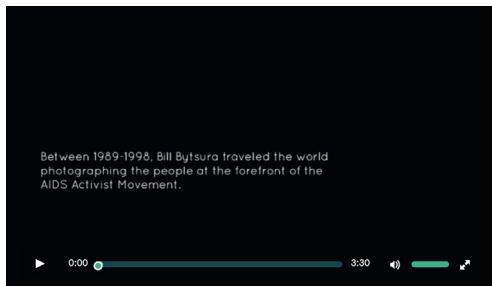 Between 1989-1998, Bill Bytsura traveled the world
photographing the people at the forefront of the
AIDS Activist Movement.
0:00 3:30